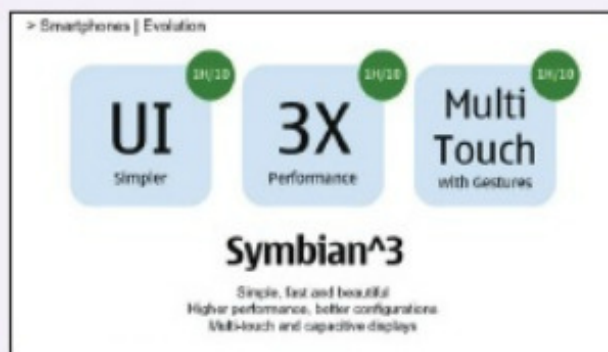 > Smartphones | Evolution
1H/10
1H/10
1H/10
UI
Simpler
3X
Performance
Multi
Touch
with Gestures
Symbian^3
Simple, fast and beautiful
Higher performance, better configurations
Multi-touch and capacitive displays